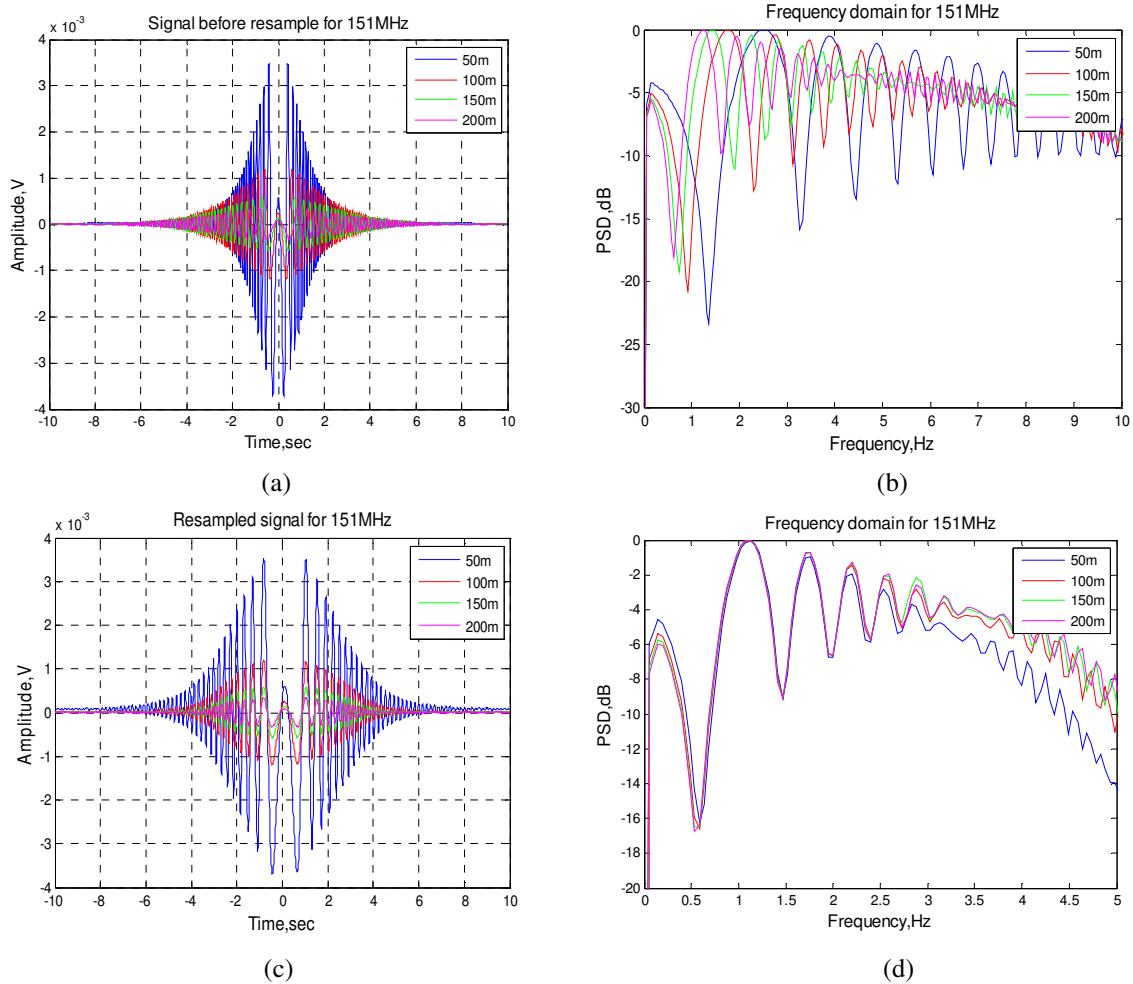 Signal before resample for 151MHz
x 10-3
4
3
2
1
0
-1
-2
-3
-4
Amplitude,V
-10 -8 -6 -4 -2 0 2 4 6 8 10
Time,sec
50m
100m
150m
200m
(a)
Frequency domain for 151MHz
0
-5
-10
-15
-20
-25
-30
PSD,dB
0 1 2 3 4 5 6 7 8 9 10
Frequency,Hz
50m
100m
150m
200m
(b)
Resampled signal for 151MHz
x 10-3
4
3
2
1
0
-1
-2
-3
-4
Amplitude,V
-10 -8 -6 -4 -2 0 2 4 6 8 10
Time,sec
50m
100m
150m
200m
(c)
Frequency domain for 151MHz
0
-2
-4
-6
-8
-10
-12
-14
-16
-18
-20
PSD,dB
0 0.5 1 1.5 2 2.5 3 3.5 4 4.5 5
Frequency,Hz
50m
100m
150m
200m
(d)